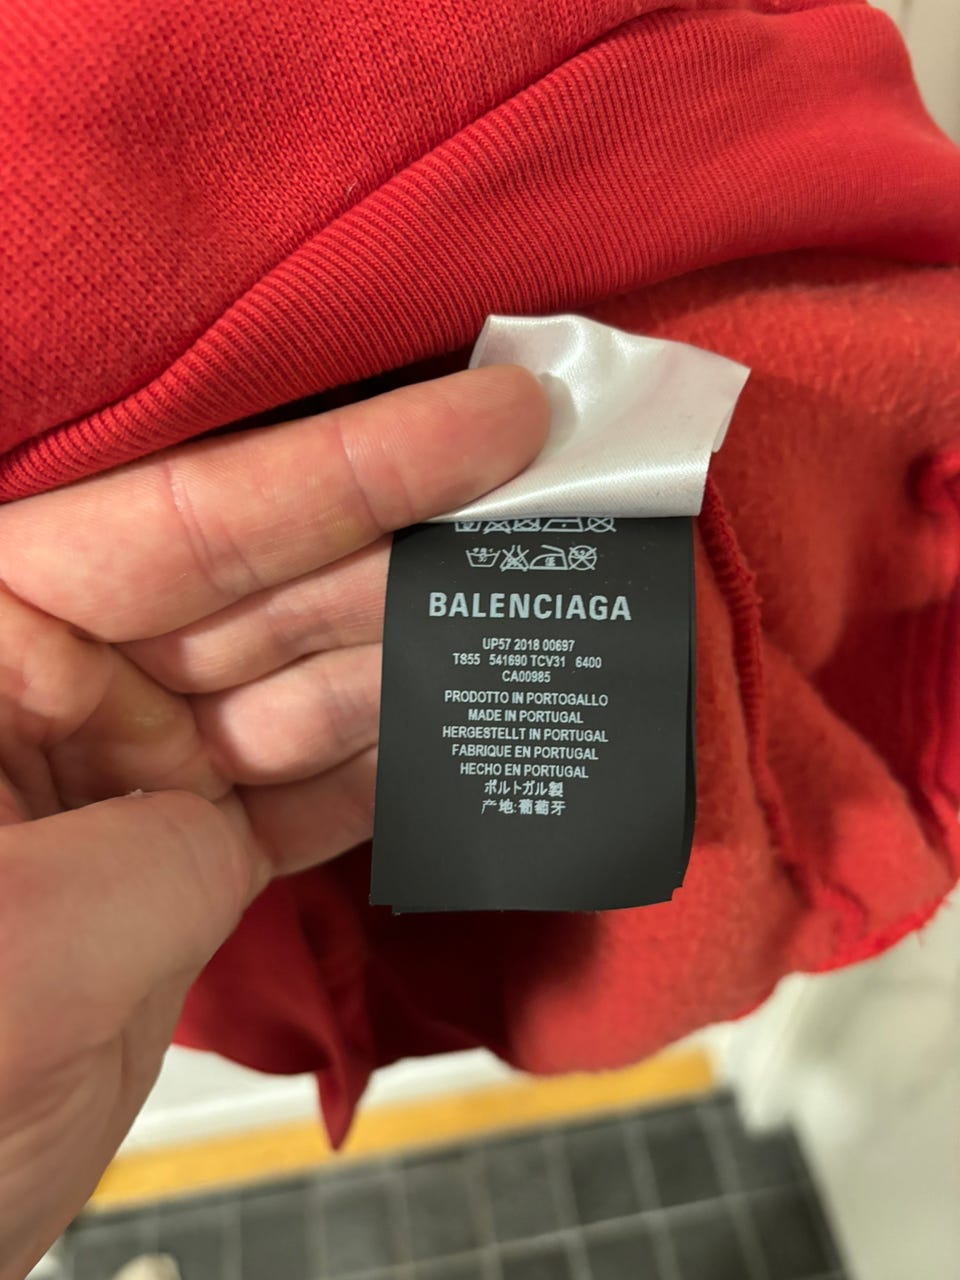 BALENCIAGA
UP57 2018 00697
TS55 541690 TCV31 6400
CA00985
PRODOTTO IN PORTOGALLO
MADE IN PORTUGAL
HERGESTELLT IN PORTUGAL
FABRIQUE EN PORTUGAL
HECHO EN PORTUGAL
ポルトガル製
产地:葡萄牙